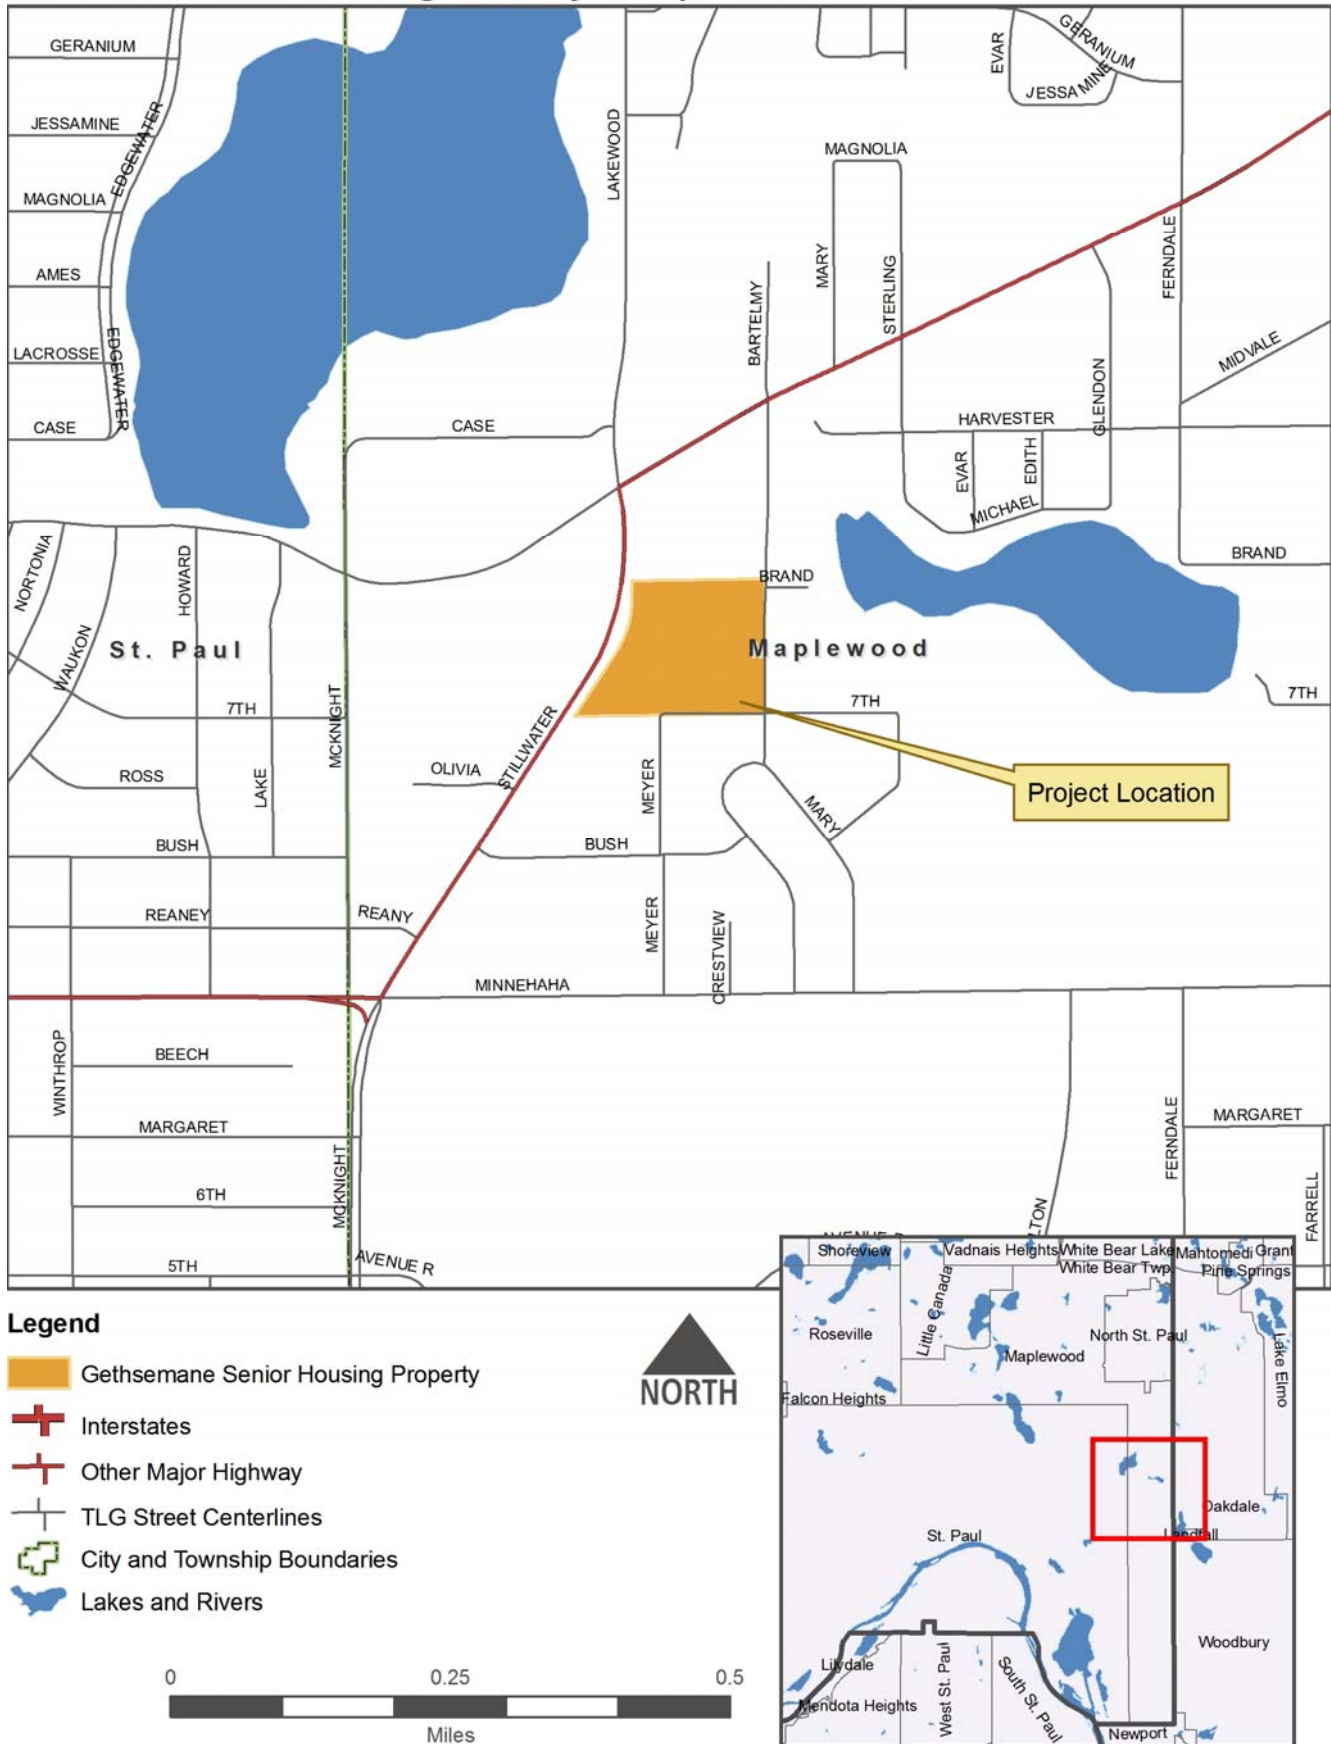 GERANIUM
EVAR
GERANIUM
JESSAMINE
JESSAMINE
EDGEWATER
LAKEWOOD
MAGNOLIA
MAGNOLIA
AMES
MARY
STERLING
FERNDALE
BARTELMY
LACROSSE
EDGEWATER
MIDVALE
GLENDON
CASE
CASE
HARVESTER
EVAR
EDITH
MICHAEL
BRAND
NORTONIA
HOWARD
BRAND
WAUKON
St. Paul
Maplewood
MCKNIGHT
7TH
7TH
7TH
STILLWATER
OLIVIA
ROSS
LAKE
MEYER
MARY
Project Location
BUSH
BUSH
REANEY
REANY
MEYER
CRESTVIEW
MINNEHAHA
WINTHROP
BEECH
MARGARET
FERNDALE
MARGARET
MCKNIGHT
6TH
FARRELL
LTON
5TH
AVENUE R
Legend
Gethsemane Senior Housing Property
Interstates
Other Major Highway
TLG Street Centerlines
City and Township Boundaries
Lakes and Rivers
NORTH
0 0.25 0.5
Miles
Shoreview
Vadnais Heights
White Bear Lake
White Bear Twp.
Mantomedi
Grant
Pine Springs
Little Canada
Roseville
North St. Paul
Maplewood
Lake Elmo
Falcon Heights
Oakdale
Landfall
St. Paul
Woodbury
Lilydale
West St. Paul
South St. Paul
Mendota Heights
Newport